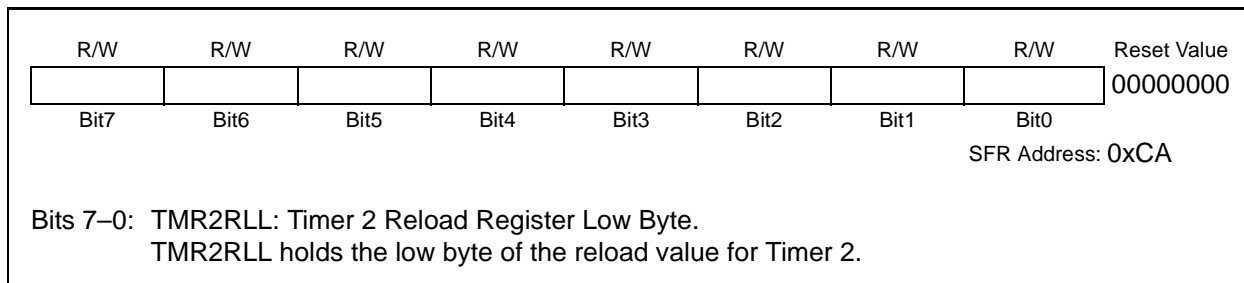 R/W R/W R/W R/W R/W R/W R/W R/W Reset Value
00000000
Bit7 Bit6 Bit5 Bit4 Bit3 Bit2 Bit1 Bit0
SFR Address: 0xCA
Bits 7–0: TMR2RLL: Timer 2 Reload Register Low Byte.
TMR2RLL holds the low byte of the reload value for Timer 2.